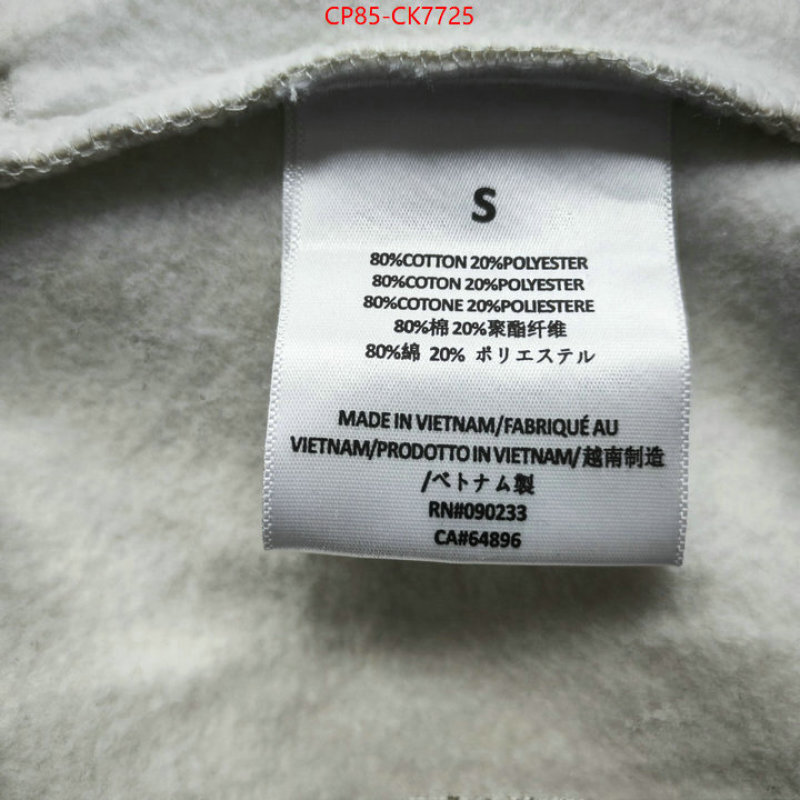 CP85-CK7725
S
80%COTTON 20%POLYESTER
80%COTON 20%POLYESTER
80%COTONE 20%POLIESTERE
80%棉 20%聚酯纤维
80%綿 20% ポリエステル
MADE IN VIETNAM/FABRIQUÉ AU
VIETNAM/PRODOTTO IN VIETNAM/越南制造
/ベトナム製
RN#090233
CA#64896